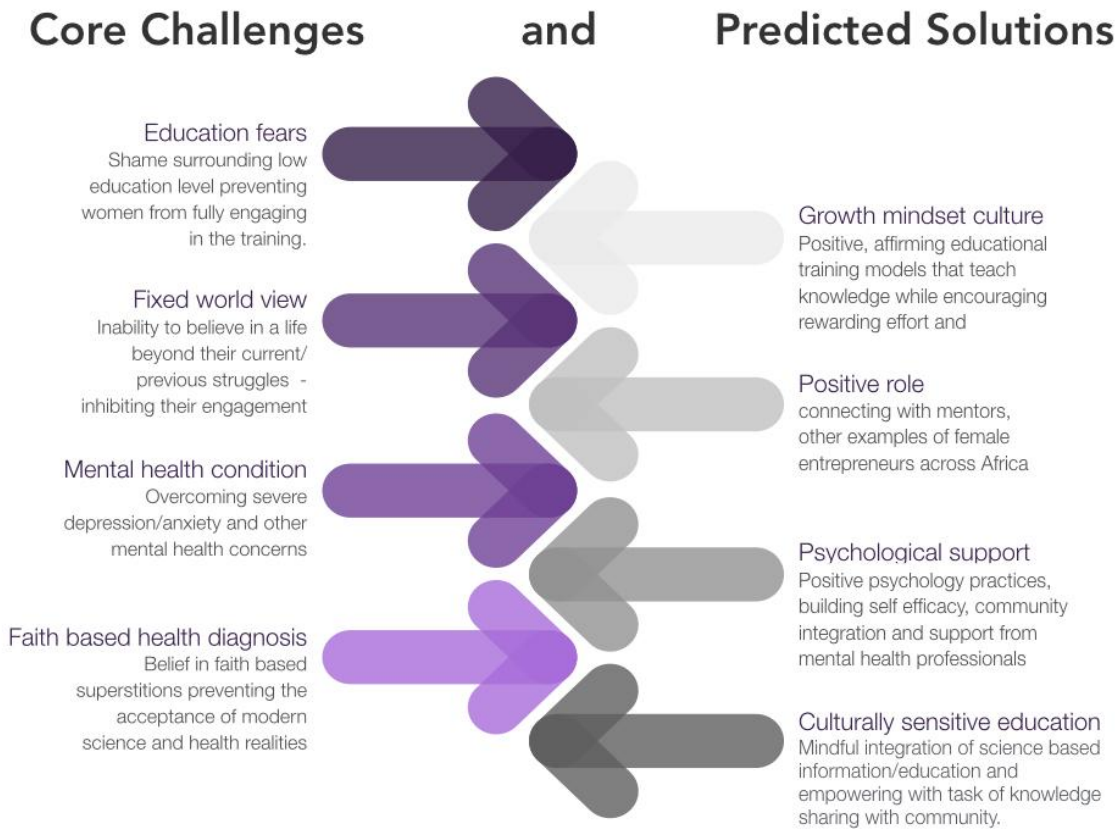 Core Challenges and Predicted Solutions
Education fears
Shame surrounding low
education level preventing
women from fully engaging
in the training.
Growth mindset culture
Positive, affirming educational
training models that teach
knowledge while encouraging
rewarding effort and
Fixed world view
Inability to believe in a life
beyond their current/
previous struggles -
inhibiting their engagement
Positive role
connecting with mentors,
other examples of female
entrepreneurs across Africa
Mental health condition
Overcoming severe
depression/anxiety and other
mental health concerns
Psychological support
Positive psychology practices,
building self efficacy, community
integration and support from
mental health professionals
Faith based health diagnosis
Belief in faith based
superstitions preventing the
acceptance of modern
science and health realities
Culturally sensitive education
Mindful integration of science based
information/education and
empowering with task of knowledge
sharing with community.